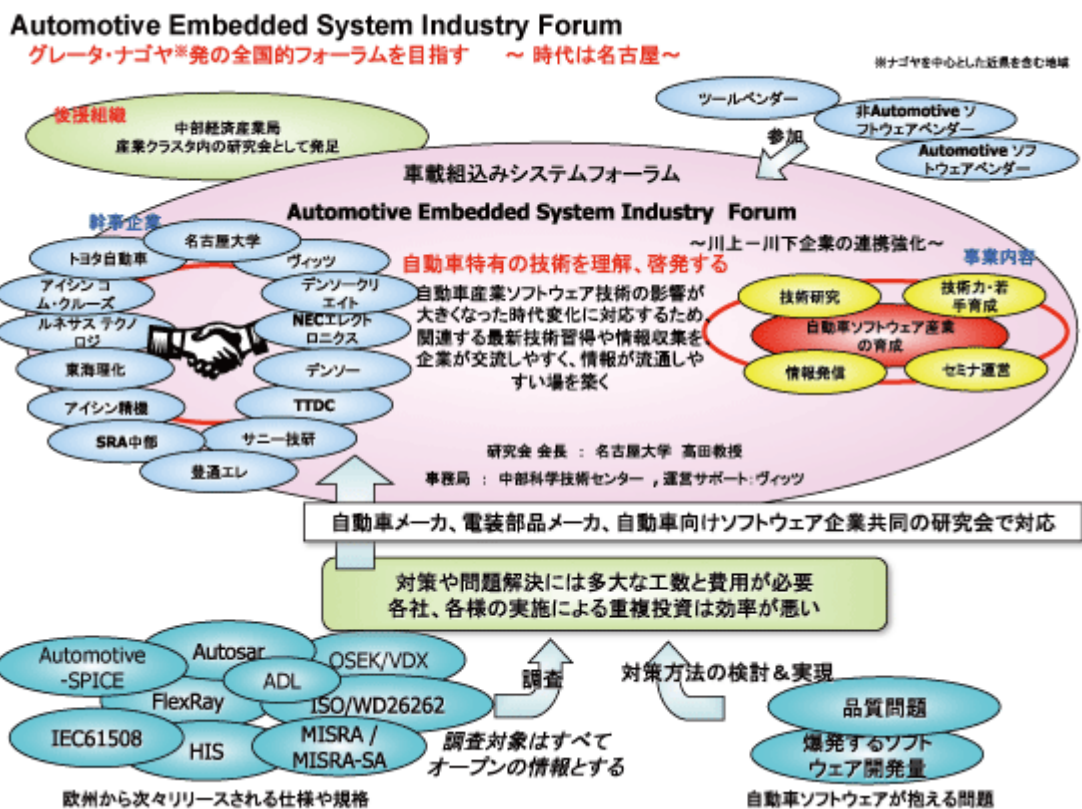 Automotive Embedded System Industry Forum
グレータ・ナゴヤ※発の全国的フォーラムを目指す ～ 時代は名古屋～
※ナゴヤを中心とした近県を含む地域
後援組織
中部経済産業局
産業クラスタ内の研究会として発足
ツールベンダー
非Automotive ソ
フトウェアベンダー
Automotive ソフ
トウェアベンダー
参加
車載組込みシステムフォーラム
Automotive Embedded System Industry Forum
～川上－川下企業の連携強化～
幹事企業
名古屋大学
トヨタ自動車
ヴィッツ
アイシン コ
ム・クルーズ
デンソークリ
エイト
ルネサス テクノ
ロジ
NECエレクト
ロニクス
東海理化
デンソー
アイシン精機
TTDC
SRA中部
サニー技研
豊通エレ
自動車特有の技術を理解、啓発する
自動車産業ソフトウェア技術の影響が
大きくなった時代変化に対応するため、
関連する最新技術習得や情報収集を、
企業が交流しやすく、情報が流通しや
すい場を築く
事業内容
技術研究
技術力・若
手育成
自動車ソフトウェア産業
の育成
情報発信
セミナ運営
研究会 会長 ： 名古屋大学 高田教授
事務局 ： 中部科学技術センター , 運営サポート：ヴィッツ
自動車メーカ、電装部品メーカ、自動車向けソフトウェア企業共同の研究会で対応
対策や問題解決には多大な工数と費用が必要
各社、各様の実施による重複投資は効率が悪い
Automotive
-SPICE
Autosar
OSEK/VDX
ADL
FlexRay
ISO/WD26262
IEC61508
HIS
MISRA /
MISRA-SA
調査
対策方法の検討＆実現
調査対象はすべて
オープンの情報とする
品質問題
爆発するソフト
ウェア開発量
欧州から次々リリースされる仕様や規格
自動車ソフトウェアが抱える問題